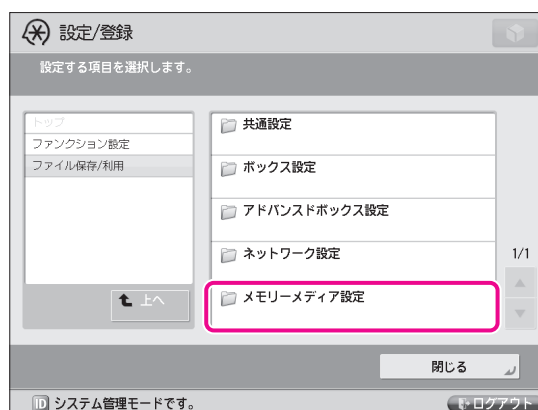 設定/登録
設定する項目を選択します。
トップ
ファンクション設定
ファイル保存/利用
上へ
共通設定
ボックス設定
アドバンスドボックス設定
ネットワーク設定
メモリーメディア設定
1/1
閉じる
ID システム管理モードです。
ログアウト